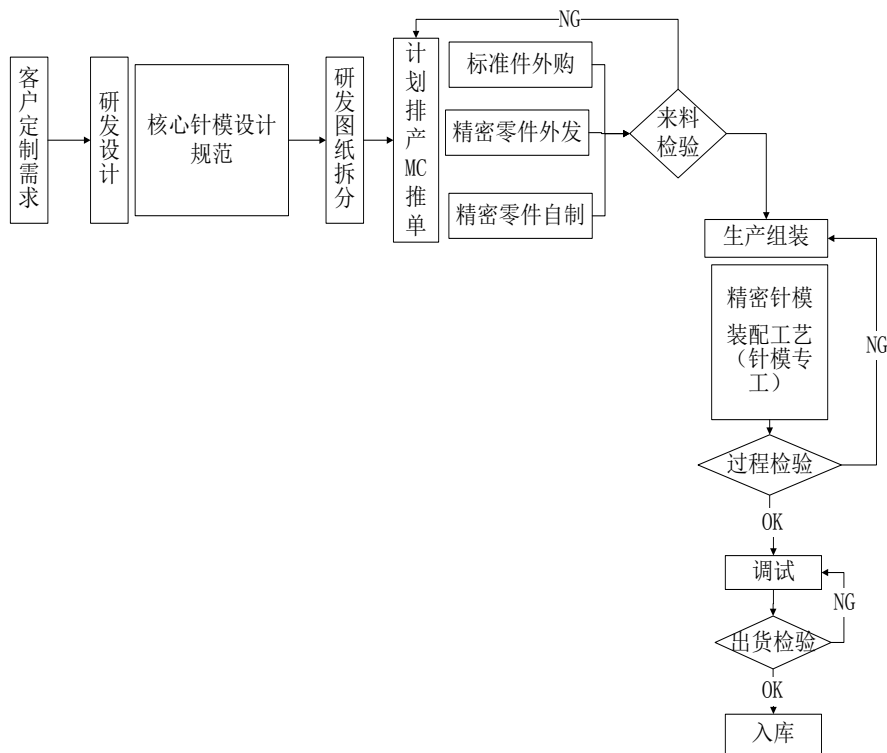 NG
客户定制需求
研发设计
核心针模设计
规范
研发图纸拆分
计
划
排
产
MC
推
单
标准件外购
精密零件外发
精密零件自制
来料
检验
生产组装
精密针模
装配工艺
（针模专
工）
NG
过程检验
OK
调试
NG
出货检验
OK
入库